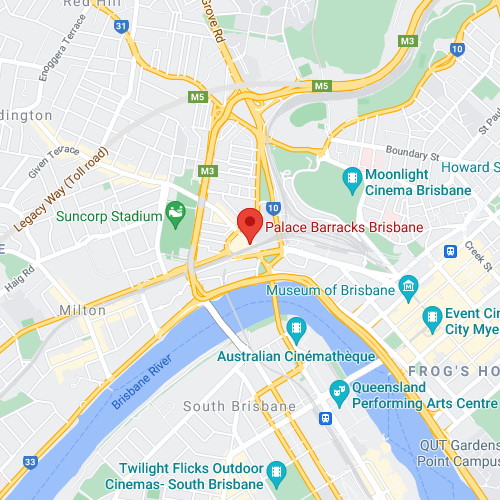 Red Hill
31
Grove Rd
Enoggera Terrace
M3
10
M5
M5
ddington
Given Terrace
Legacy Way (Toll road)
M3
Boundary St
St Pau
Howard S
Moonlight
Cinema Brisbane
Suncorp Stadium
10
Palace Barracks Brisbane
E
Haig Rd
Creek St
Milton
Museum of Brisbane
Event Cin
City Mye
Brisbane River
Australian Cinémathèque
FROG'S HO
Queensland
Performing Arts Centre
South Brisbane
33
QUT Gardens
Point Campus
Twilight Flicks Outdoor
Cinemas- South Brisbane